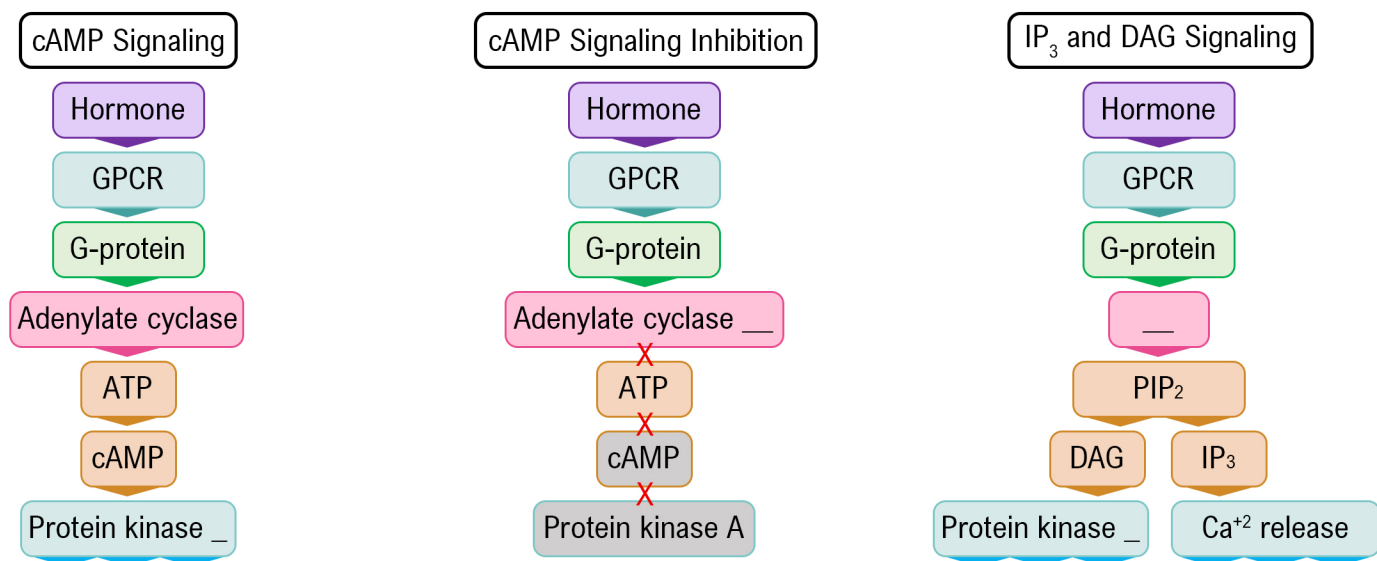 cAMP Signaling
Hormone
GPCR
G-protein
Adenylate cyclase
ATP
cAMP
Protein kinase _
cAMP Signaling Inhibition
Hormone
GPCR
G-protein
Adenylate cyclase __
X
ATP
X
cAMP
X
Protein kinase A
IP₃ and DAG Signaling
Hormone
GPCR
G-protein
__
PIP₂
DAG
IP₃
Protein kinase _
Ca⁺² release